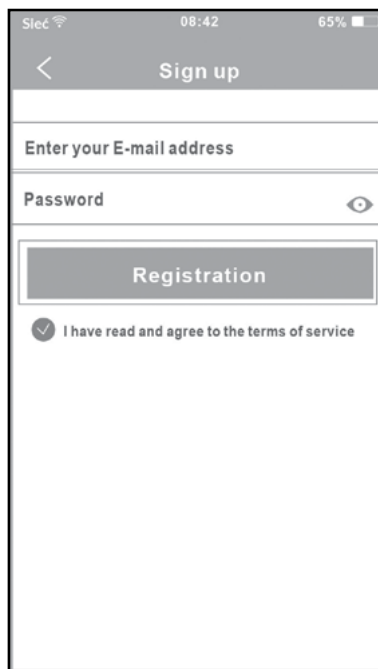 Sieć 08:42 65%
Sign up
Enter your E-mail address
Password
Registration
I have read and agree to the terms of service